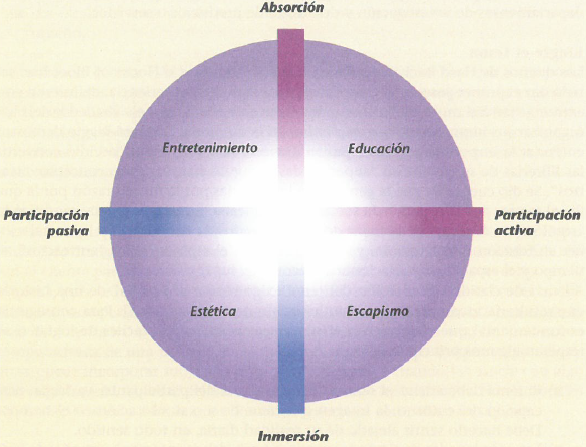 Absorción
Entretenimiento
Educación
Participación
pasiva
Participación
activa
Estética
Escapismo
Inmersión